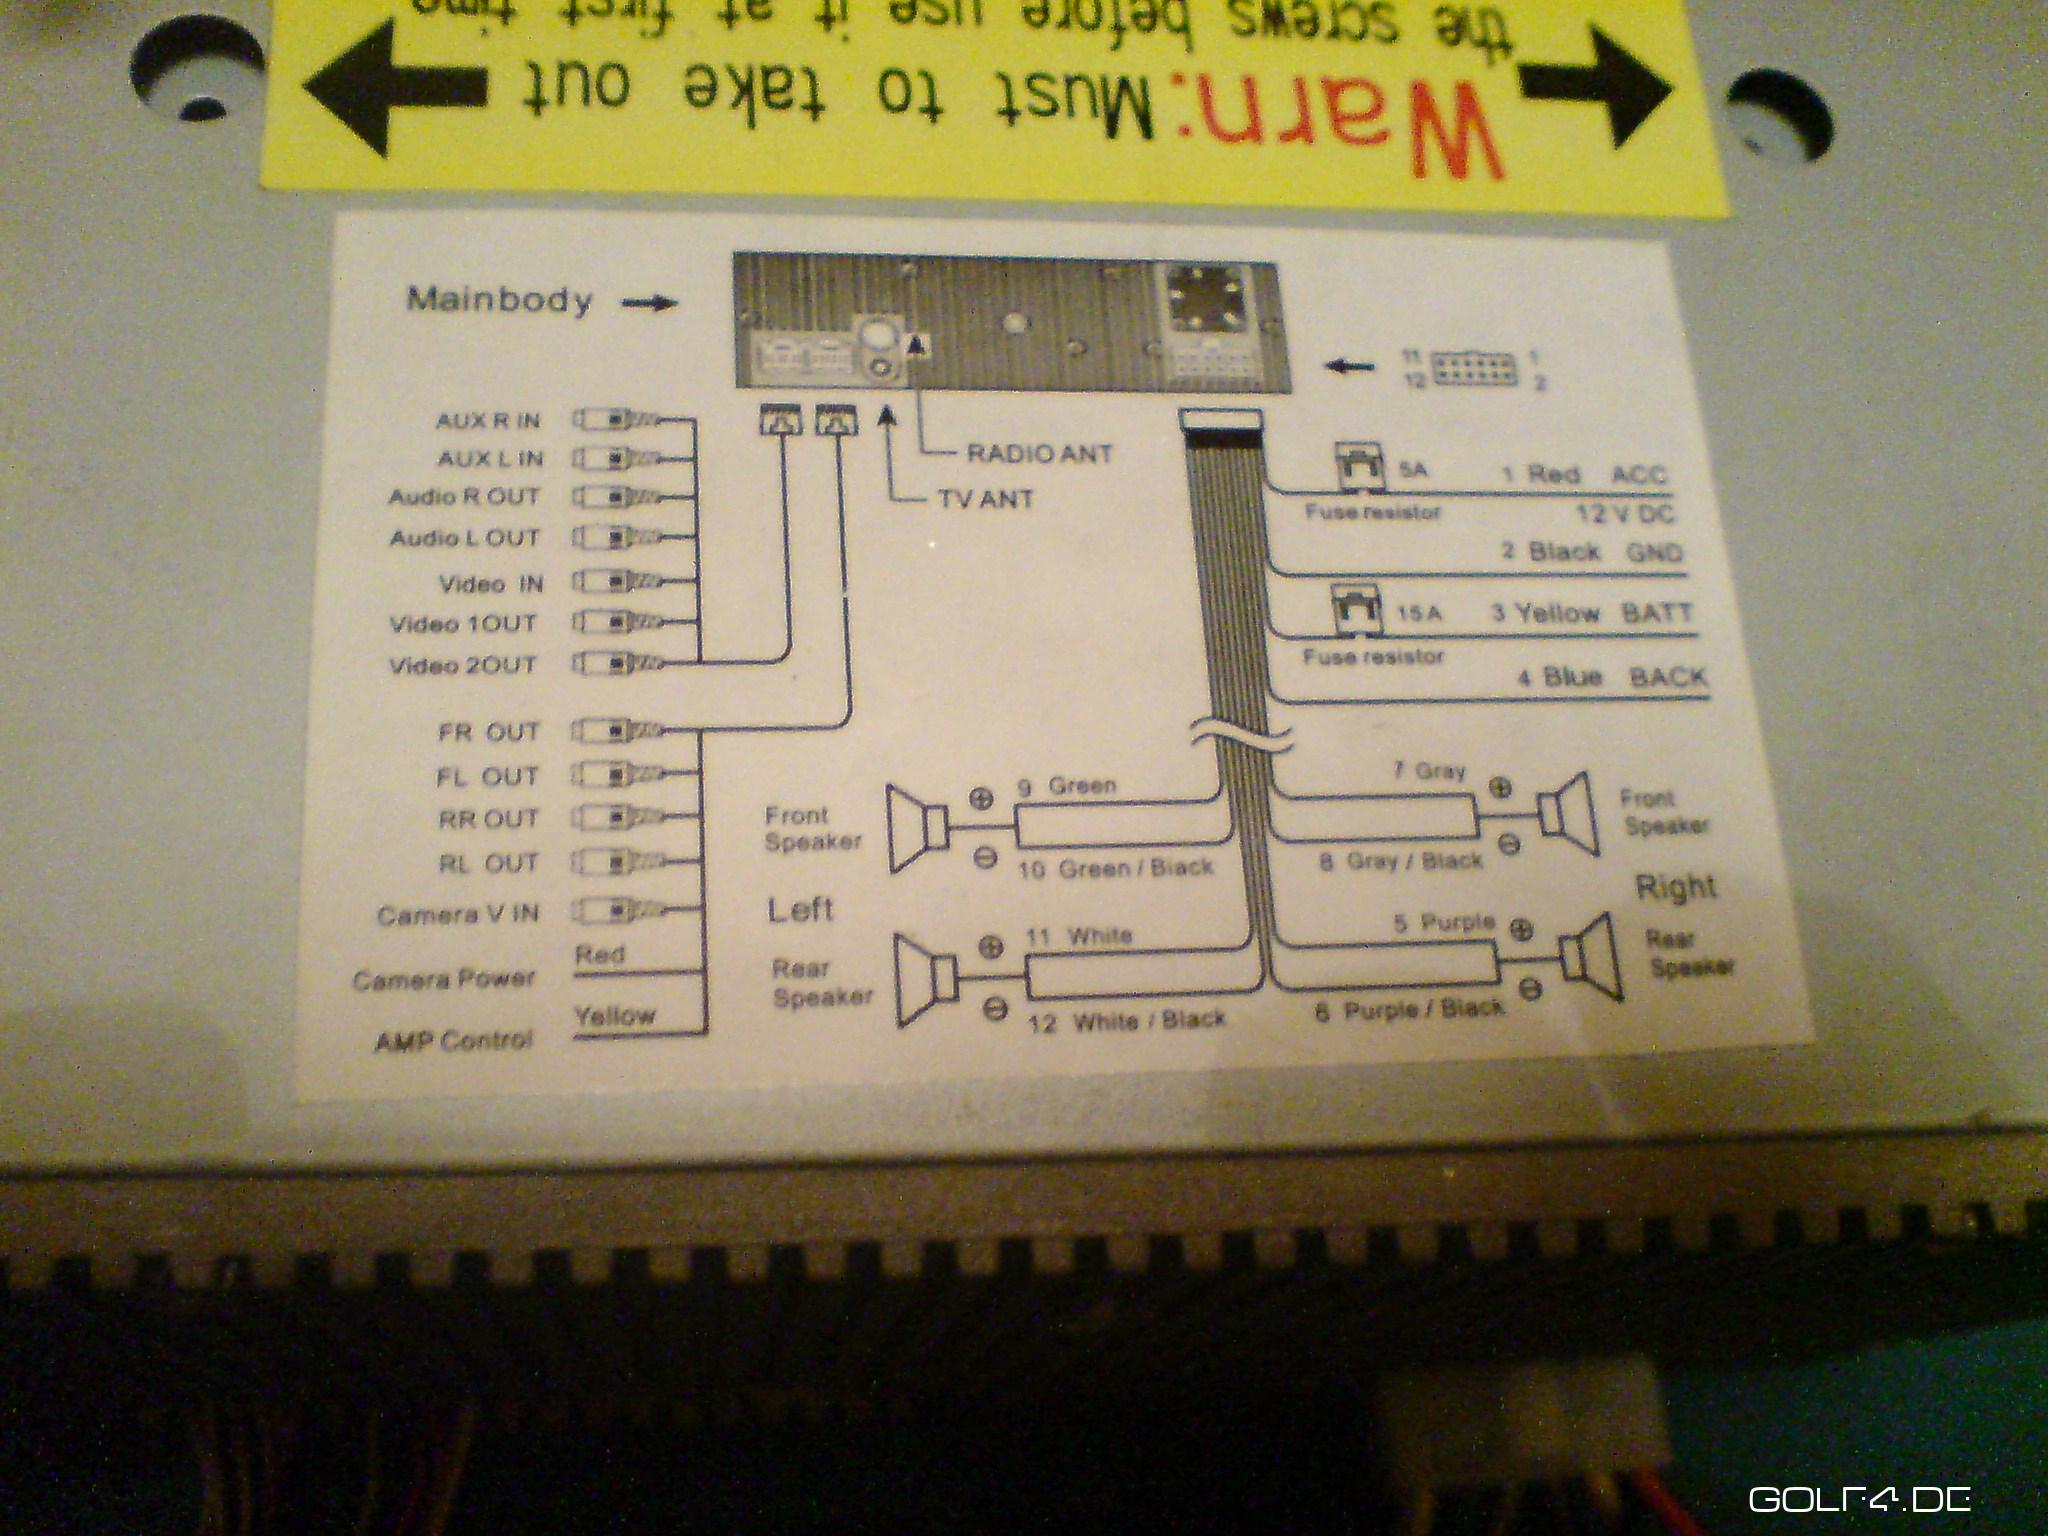 Warn: Must to take out
the screws before use it at first time
Mainbody
11 1
12 2
RADIO ANT
TV ANT
AUX R IN
AUX L IN
Audio R OUT
Audio L OUT
Video IN
Video 1OUT
Video 2OUT
FR OUT
FL OUT
RR OUT
RL OUT
Camera V IN
Red
Camera Power
Yellow
AMP Control
5A 1 Red ACC
Fuse resistor 12 V DC
2 Black GND
15A 3 Yellow BATT
Fuse resistor
4 Blue BACK
Front
Speaker
⊕ 9 Green
⊖ 10 Green / Black
Left
Rear
Speaker
⊕ 11 White
⊖ 12 White / Black
7 Gray ⊕
8 Gray / Black ⊖
Front
Speaker
Right
5 Purple ⊕
6 Purple / Black ⊖
Rear
Speaker
GOLF4.DE